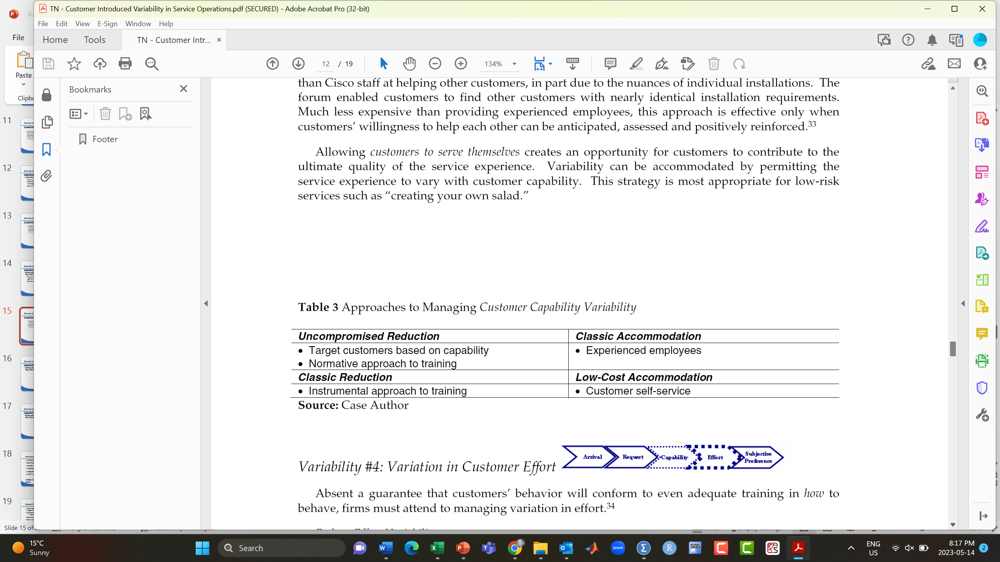 TN - Customer Introduced Variability in Service Operations.pdf (SECURED) - Adobe Acrobat Pro (32-bit)
File Edit View E-Sign Window Help
File
Home Tools TN - Customer Intr...
12 / 19 134%
Paste
Bookmarks
Footer
11
12
13
14
15
16
17
18
19
than Cisco staff at helping other customers, in part due to the nuances of individual installations. The
forum enabled customers to find other customers with nearly identical installation requirements.
Much less expensive than providing experienced employees, this approach is effective only when
customers’ willingness to help each other can be anticipated, assessed and positively reinforced.33
Allowing customers to serve themselves creates an opportunity for customers to contribute to the
ultimate quality of the service experience. Variability can be accommodated by permitting the
service experience to vary with customer capability. This strategy is most appropriate for low-risk
services such as “creating your own salad.”
Table 3 Approaches to Managing Customer Capability Variability
Uncompromised Reduction Classic Accommodation
• Target customers based on capability • Experienced employees
• Normative approach to training
Classic Reduction Low-Cost Accommodation
• Instrumental approach to training • Customer self-service
Source: Case Author
Arrival Request Capability Effort Subjective Preference
Variability #4: Variation in Customer Effort
Absent a guarantee that customers’ behavior will conform to even adequate training in how to
behave, firms must attend to managing variation in effort.34
Slide 15 of
15°C
Sunny
Search
zoom
sas
ENG
US
8:17 PM
2023-05-14
2